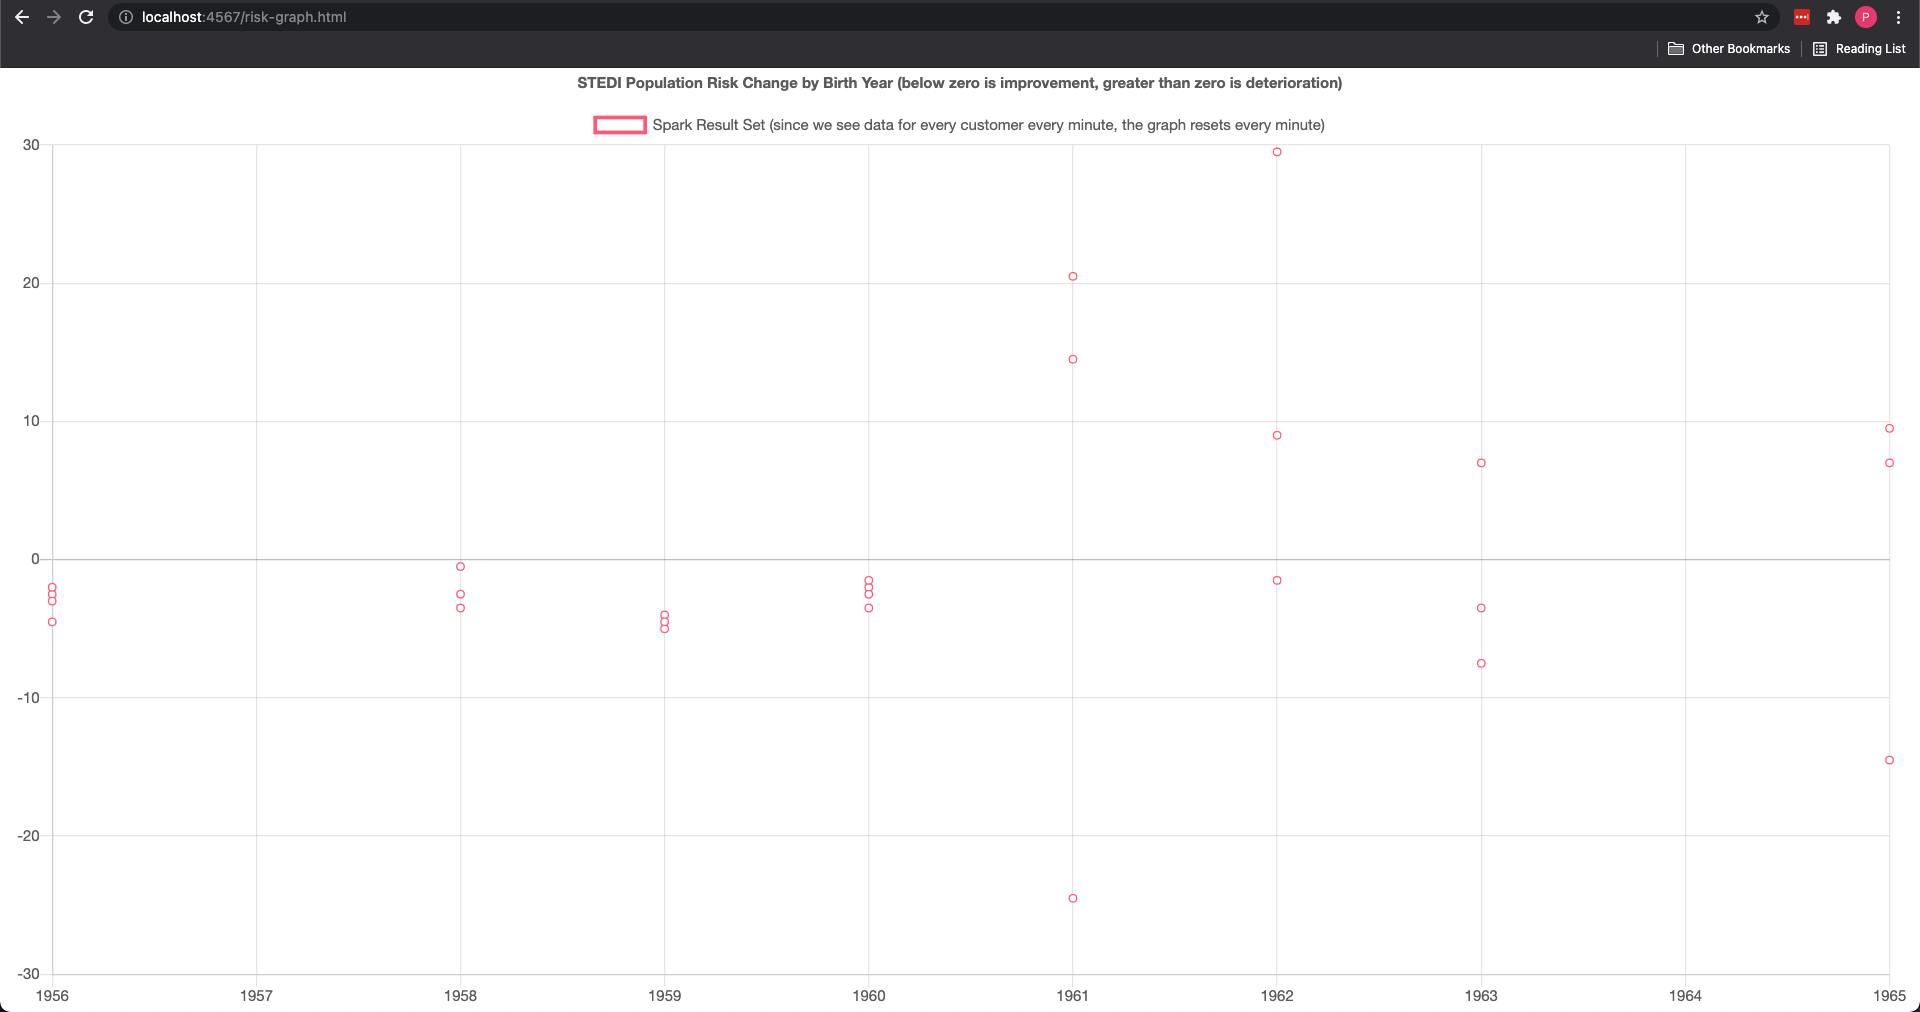 localhost:4567/risk-graph.html
P
Other Bookmarks
Reading List
STEDI Population Risk Change by Birth Year (below zero is improvement, greater than zero is deterioration)
Spark Result Set (since we see data for every customer every minute, the graph resets every minute)
30
20
10
0
-10
-20
-30
1956 1957 1958 1959 1960 1961 1962 1963 1964 1965